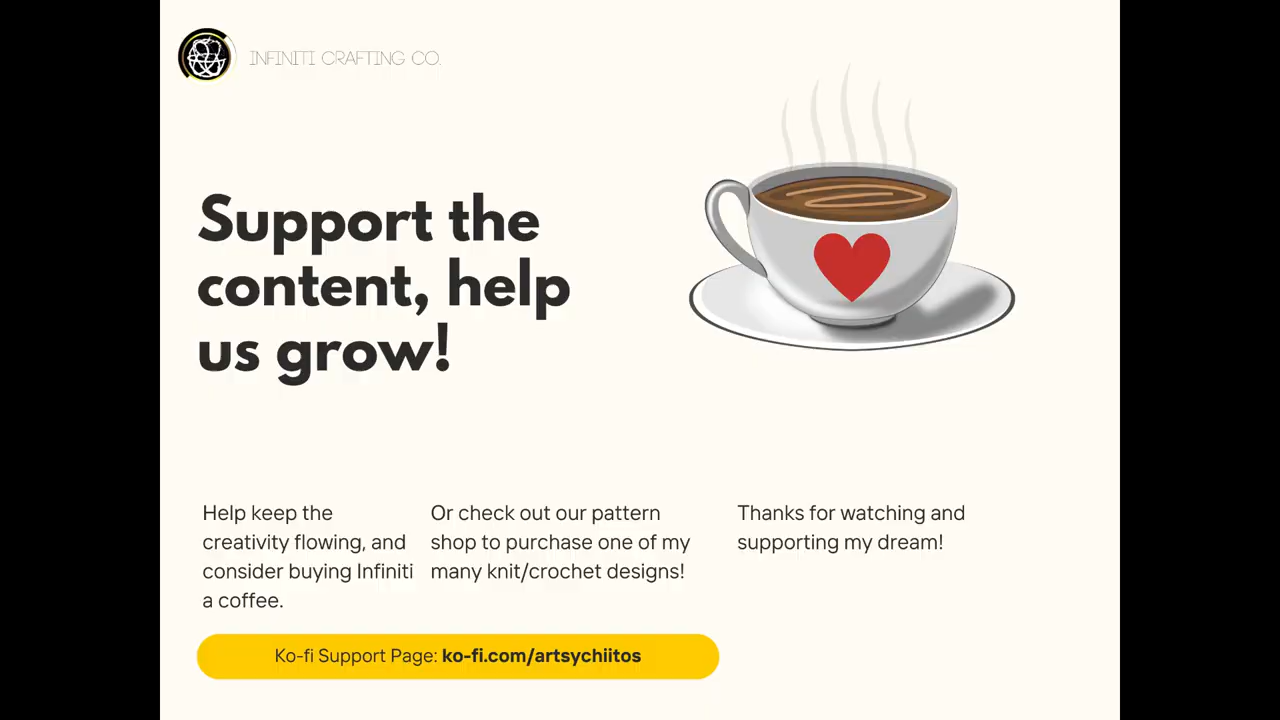 INFINITI CRAFTING CO.
Support the
content, help
us grow!
Help keep the
creativity flowing, and
consider buying Infiniti
a coffee.
Or check out our pattern
shop to purchase one of my
many knit/crochet designs!
Thanks for watching and
supporting my dream!
Ko-fi Support Page: ko-fi.com/artsychiitos